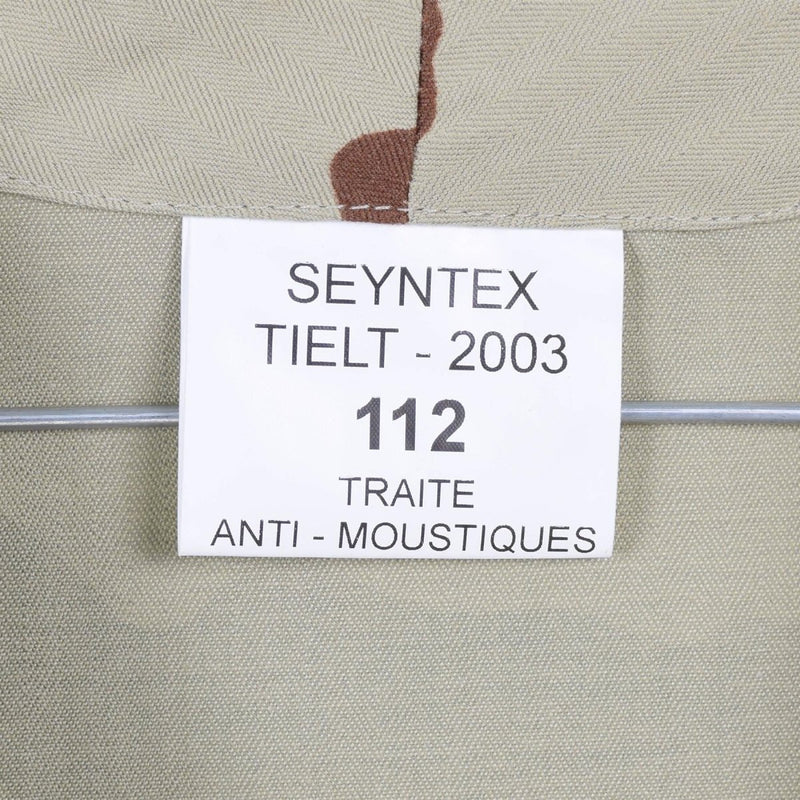 SEYNTEX
TIELT - 2003
112
TRAITE
ANTI - MOUSTIQUES